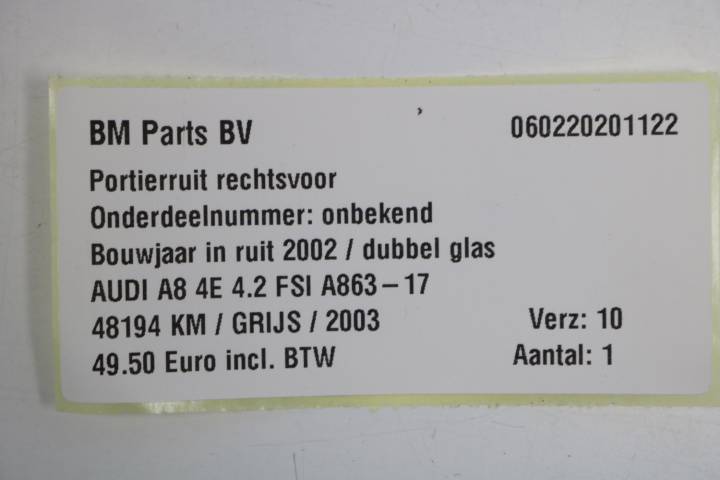 BM Parts BV 060220201122
Portierruit rechtsvoor
Onderdeelnummer: onbekend
Bouwjaar in ruit 2002 / dubbel glas
AUDI A8 4E 4.2 FSI A863-17
48194 KM / GRIJS / 2003 Verz: 10
49.50 Euro incl. BTW Aantal: 1